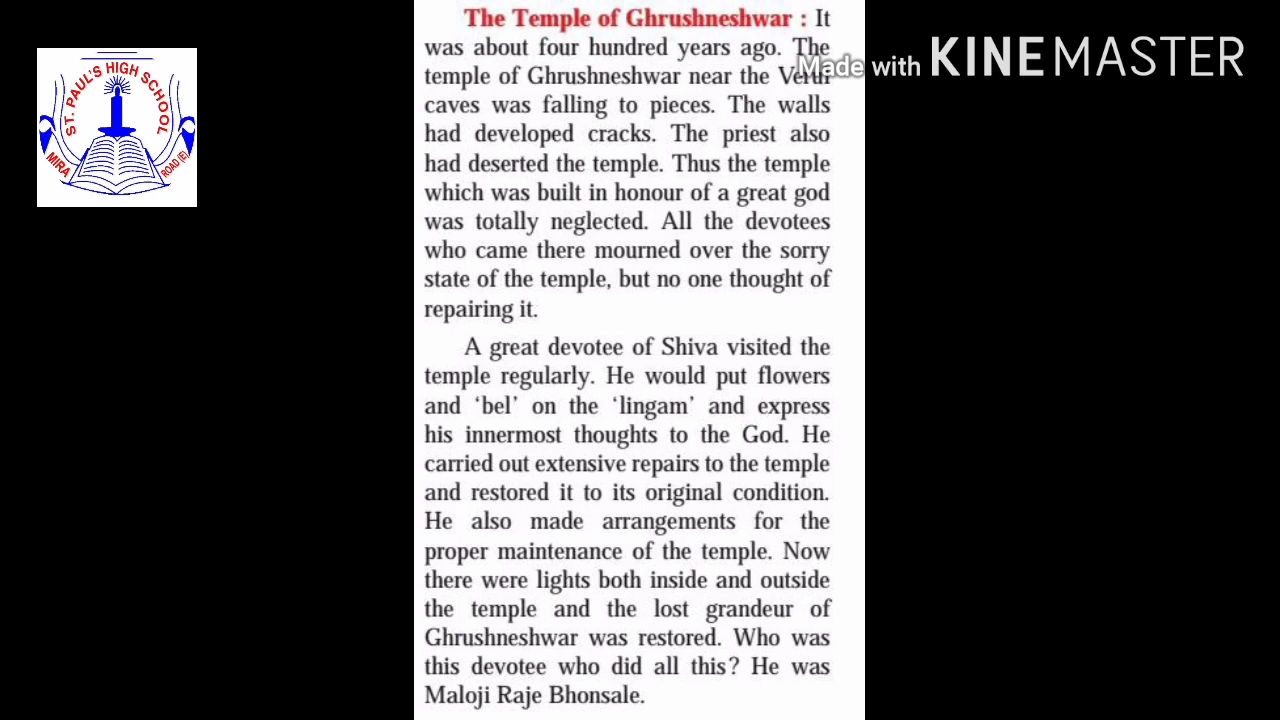 The Temple of Ghrushneshwar : It
was about four hundred years ago. The
temple of Ghrushneshwar near the Verul
caves was falling to pieces. The walls
had developed cracks. The priest also
had deserted the temple. Thus the temple
which was built in honour of a great god
was totally neglected. All the devotees
who came there mourned over the sorry
state of the temple, but no one thought of
repairing it.
A great devotee of Shiva visited the
temple regularly. He would put flowers
and ‘bel’ on the ‘lingam’ and express
his innermost thoughts to the God. He
carried out extensive repairs to the temple
and restored it to its original condition.
He also made arrangements for the
proper maintenance of the temple. Now
there were lights both inside and outside
the temple and the lost grandeur of
Ghrushneshwar was restored. Who was
this devotee who did all this? He was
Maloji Raje Bhonsale.
Made with KINEMASTER
ST. PAUL'S HIGH SCHOOL
MIRA ROAD (E)